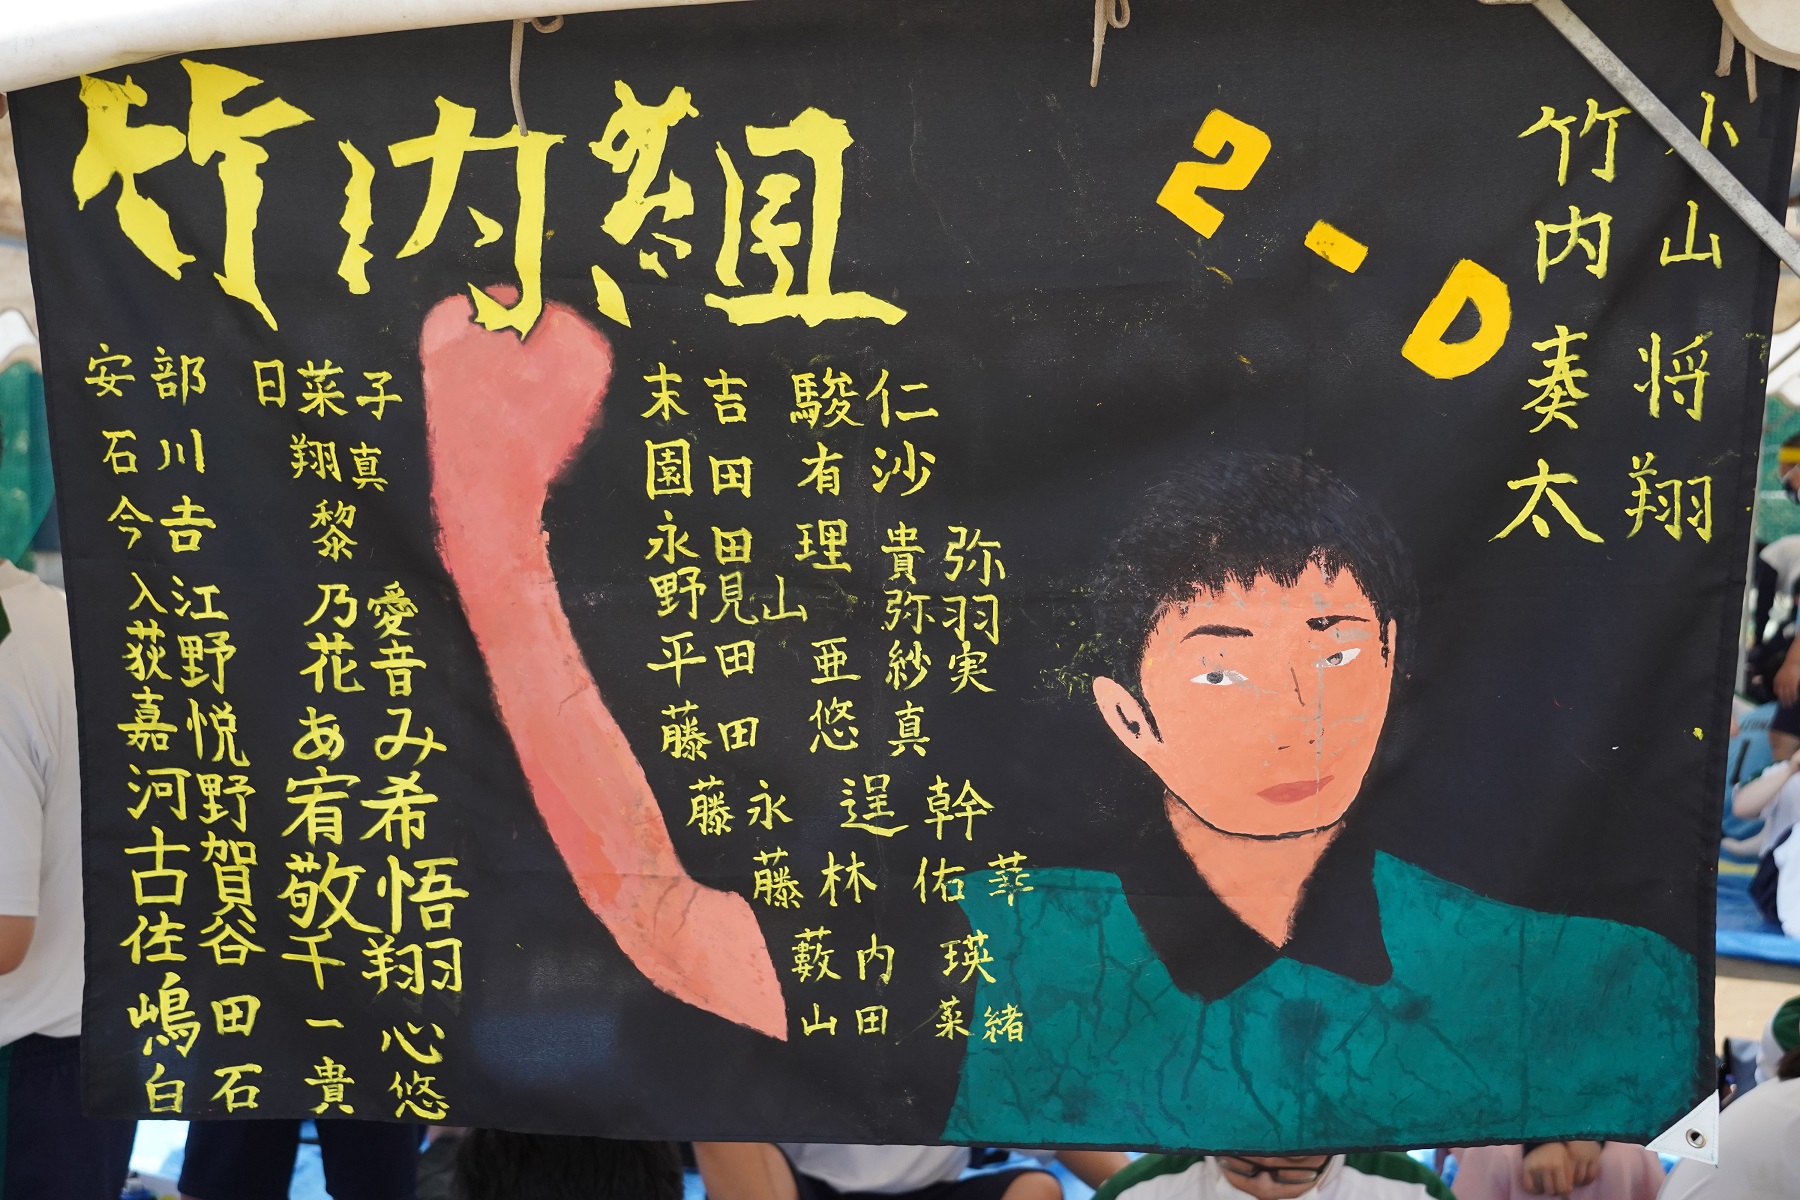 竹内組
2-D
小山 将翔
竹内 奏太
安部 日菜子
石川 翔真
今吉 黎
入江 乃愛
荻野 花音
嘉悦 あみ
河野 宥希
古賀 敬悟
佐谷 千翔
嶋田 一心
白石 貴悠
末吉 駿仁
園田 有沙
永田 理貴弥
野見山 弥羽
平田 亜紗実
藤田 悠真
藤永 逞幹
藤林 佑華
藪内 瑛
山田 菜緒